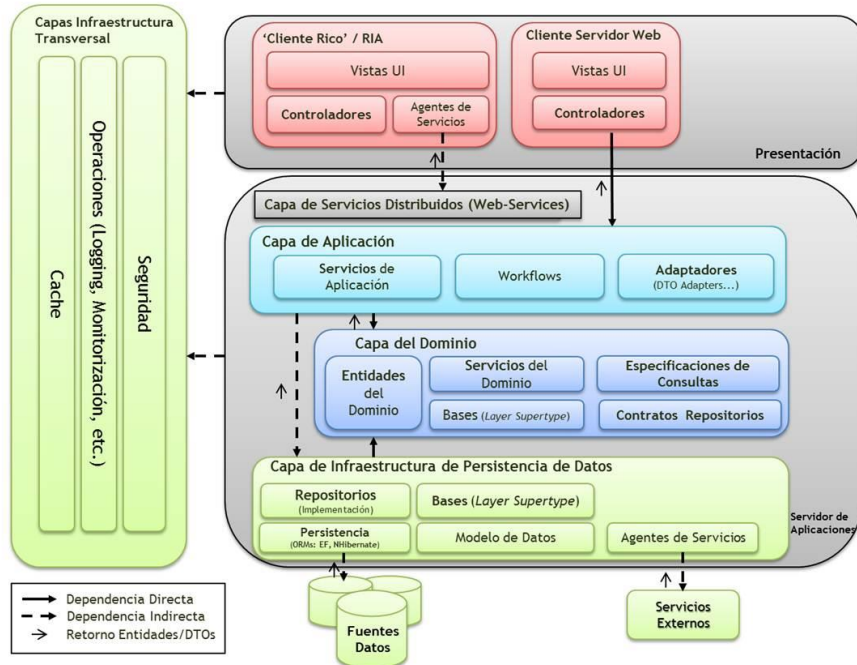 Capas Infraestructura
Transversal
Cache
Operaciones (Logging, Monitorización, etc.)
Seguridad
‘Cliente Rico’ / RIA
Vistas UI
Controladores
Agentes de
Servicios
Cliente Servidor Web
Vistas UI
Controladores
Presentación
Capa de Servicios Distribuidos (Web-Services)
Capa de Aplicación
Servicios de
Aplicación
Workflows
Adaptadores
(DTO Adapters...)
Capa del Dominio
Entidades
del
Dominio
Servicios del
Dominio
Especificaciones de
Consultas
Bases (Layer Supertype)
Contratos Repositorios
Capa de Infraestructura de Persistencia de Datos
Repositorios
(Implementación)
Bases (Layer Supertype)
Persistencia
(ORMs: EF, NHibernate)
Modelo de Datos
Agentes de Servicios
Servidor de
Aplicaciones
Fuentes
Datos
Servicios
Externos
Dependencia Directa
Dependencia Indirecta
Retorno Entidades/DTOs